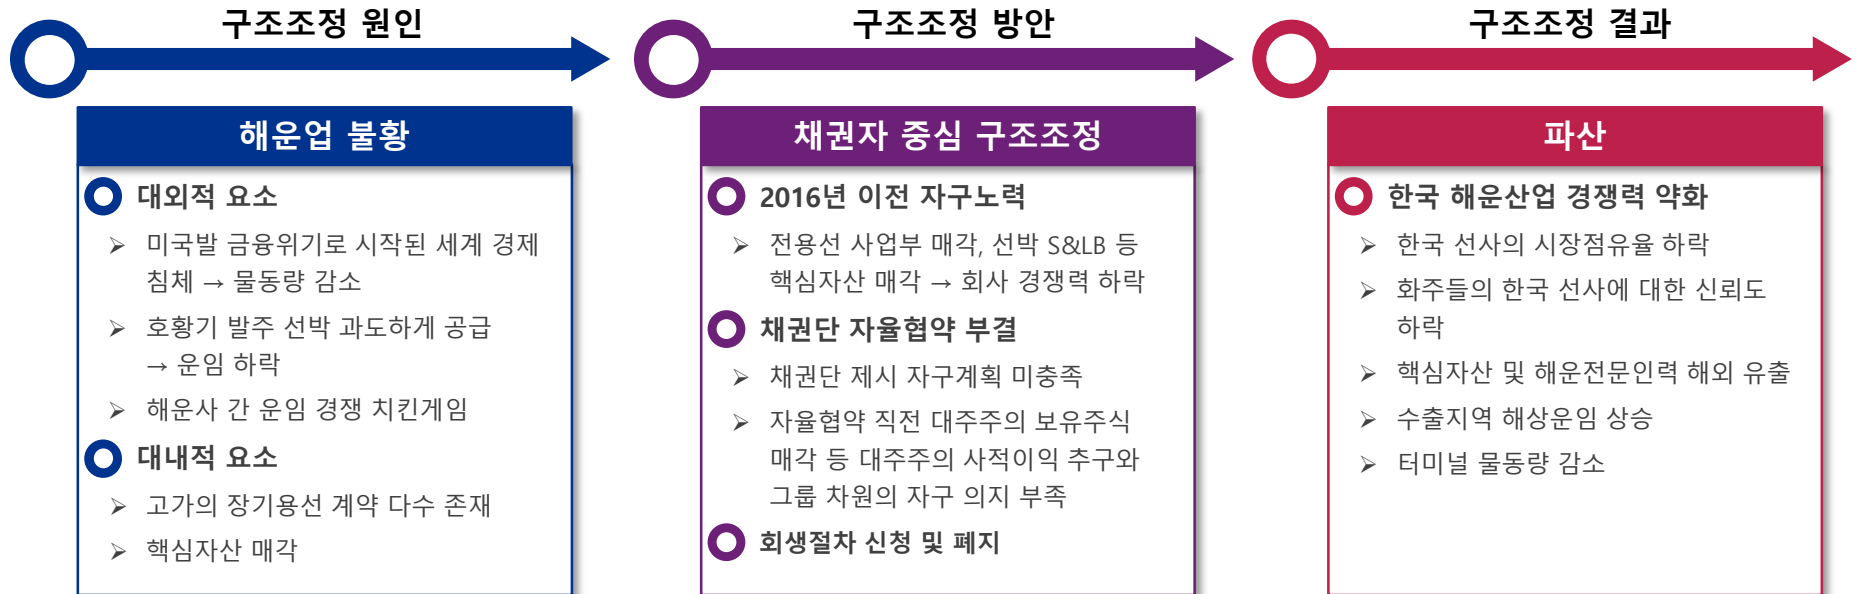 구조조정 원인
해운업 불황
대외적 요소
➢ 미국발 금융위기로 시작된 세계 경제
침체 → 물동량 감소
➢ 호황기 발주 선박 과도하게 공급
→ 운임 하락
➢ 해운사 간 운임 경쟁 치킨게임
대내적 요소
➢ 고가의 장기용선 계약 다수 존재
➢ 핵심자산 매각
구조조정 방안
채권자 중심 구조조정
2016년 이전 자구노력
➢ 전용선 사업부 매각, 선박 S&LB 등
핵심자산 매각 → 회사 경쟁력 하락
채권단 자율협약 부결
➢ 채권단 제시 자구계획 미충족
➢ 자율협약 직전 대주주의 보유주식
매각 등 대주주의 사적이익 추구와
그룹 차원의 자구 의지 부족
회생절차 신청 및 폐지
구조조정 결과
파산
한국 해운산업 경쟁력 약화
➢ 한국 선사의 시장점유율 하락
➢ 화주들의 한국 선사에 대한 신뢰도
하락
➢ 핵심자산 및 해운전문인력 해외 유출
➢ 수출지역 해상운임 상승
➢ 터미널 물동량 감소